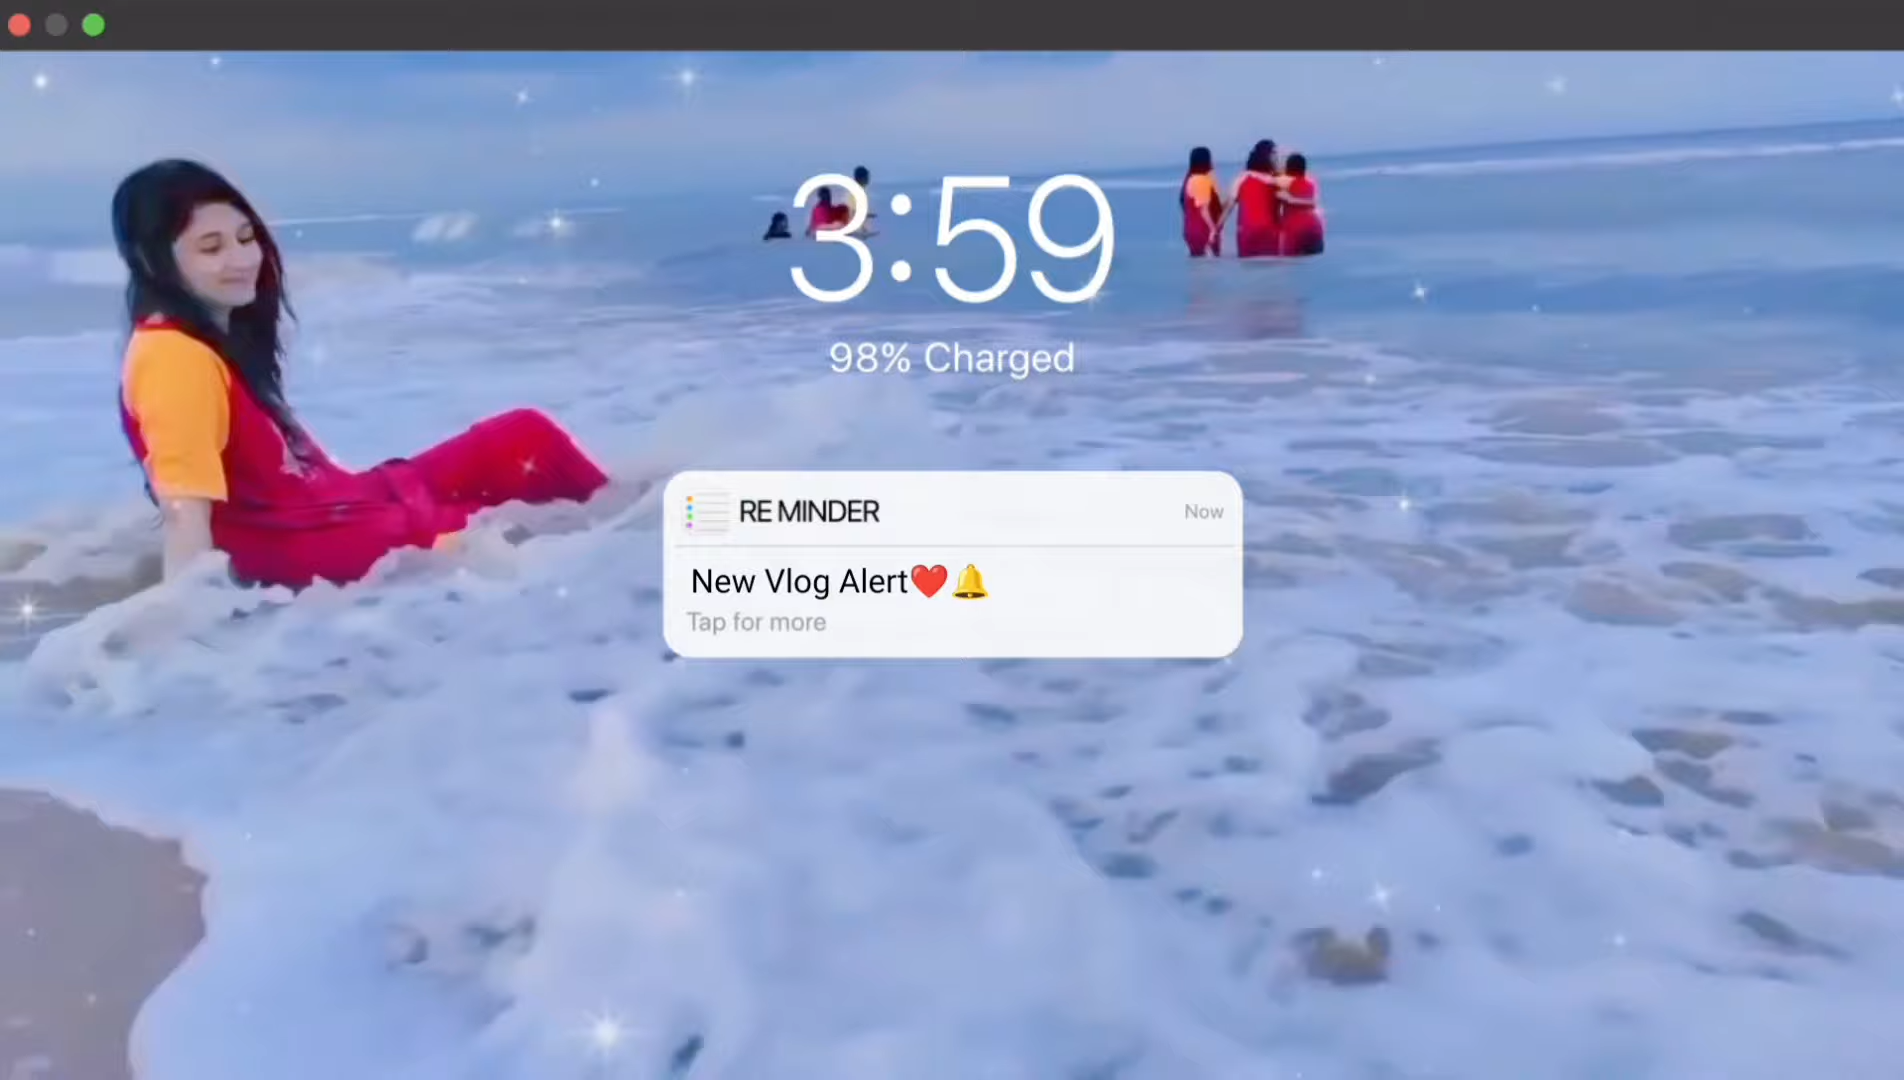 3:59
98% Charged
RE MINDER
Now
New Vlog Alert❤️🔔
Tap for more